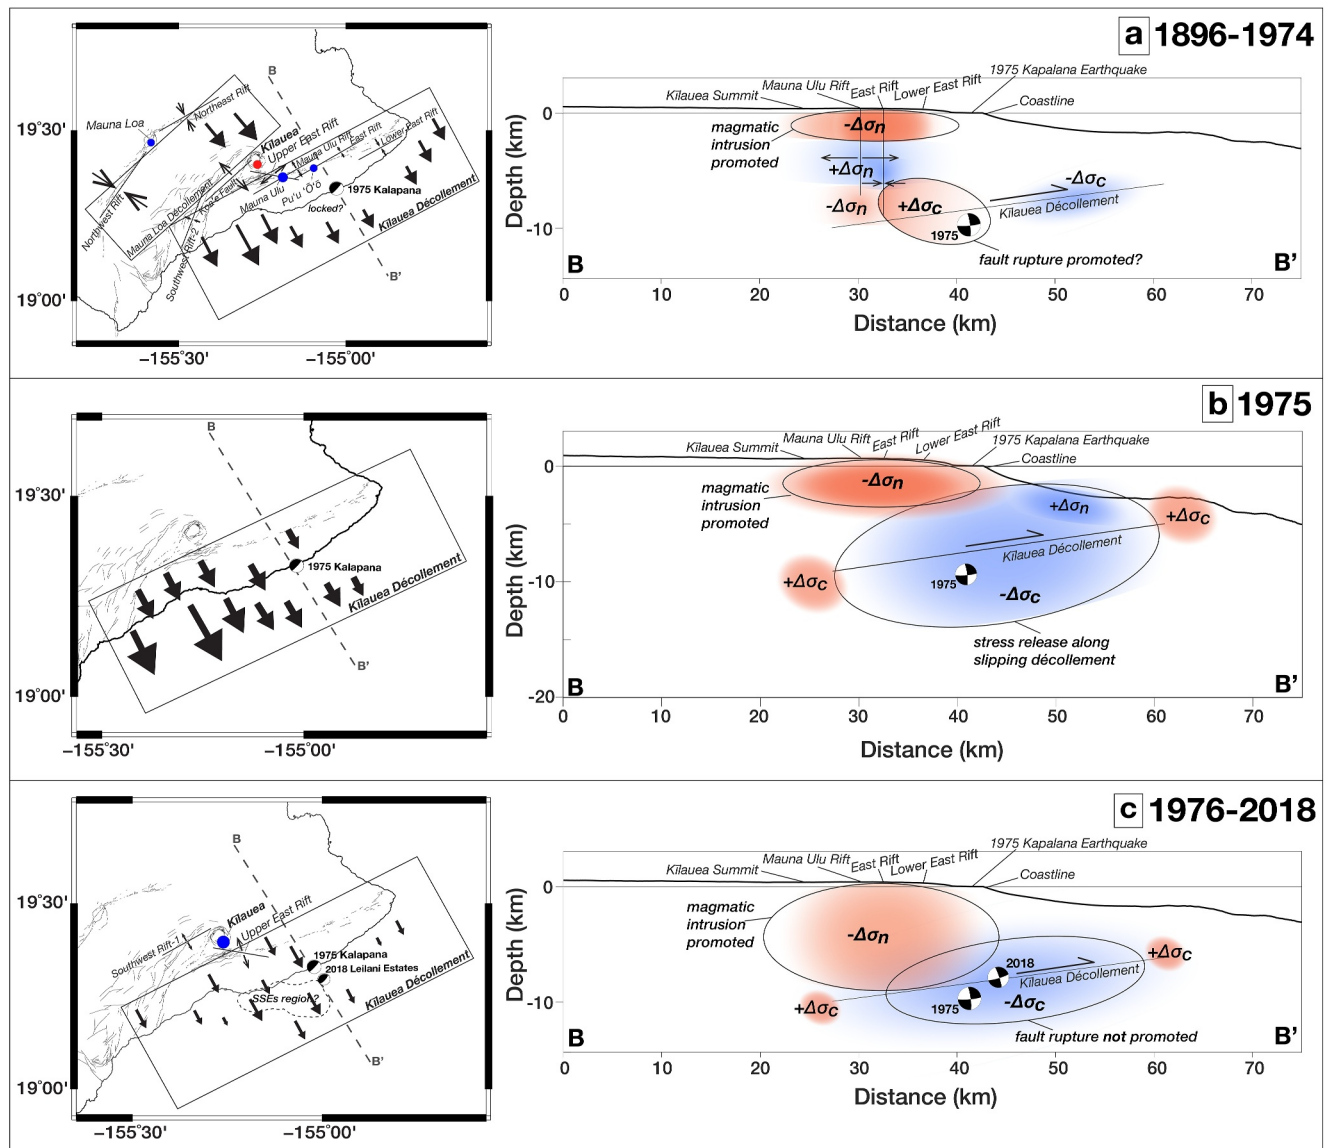 a 1896-1974
19˚30'
19˚00'
−155˚30'
−155˚00'
B
B'
Mauna Loa
Northeast Rift
Northwest Rift
Mauna Loa Décollement
Koa'e Fault
Southwest Rift-2
Kīlauea
Upper East Rift
Mauna Ulu Rift
East Rift
Lower East Rift
Mauna Ulu
Pu'u 'Ō'ō
1975 Kalapana
locked?
Kīlauea Décollement
Depth (km)
0
-10
Kīlauea Summit
Mauna Ulu Rift
East Rift
Lower East Rift
1975 Kapalana Earthquake
Coastline
magmatic
intrusion
promoted
-Δσn
+Δσn
-Δσn
+Δσc
-Δσc
Kīlauea Décollement
1975
fault rupture promoted?
B
B'
0 10 20 30 40 50 60 70
Distance (km)
b 1975
19˚30'
19˚00'
−155˚30'
−155˚00'
B
B'
1975 Kalapana
Kīlauea Décollement
Depth (km)
0
-10
-20
Kīlauea Summit
Mauna Ulu Rift
East Rift
Lower East Rift
1975 Kapalana Earthquake
Coastline
magmatic
intrusion
promoted
-Δσn
+Δσn
+Δσc
+Δσc
Kīlauea Décollement
1975
-Δσc
stress release along
slipping décollement
B
B'
0 10 20 30 40 50 60 70
Distance (km)
c 1976-2018
19˚30'
19˚00'
−155˚30'
−155˚00'
B
B'
Kīlauea
Upper East Rift
Southwest Rift-1
1975 Kalapana
2018 Leilani Estates
SSEs region?
Kīlauea Décollement
Depth (km)
0
-10
Kīlauea Summit
Mauna Ulu Rift
East Rift
Lower East Rift
1975 Kapalana Earthquake
Coastline
magmatic
intrusion
promoted
-Δσn
+Δσc
2018
Kīlauea Décollement
+Δσc
1975
-Δσc
fault rupture not promoted
B
B'
0 10 20 30 40 50 60 70
Distance (km)